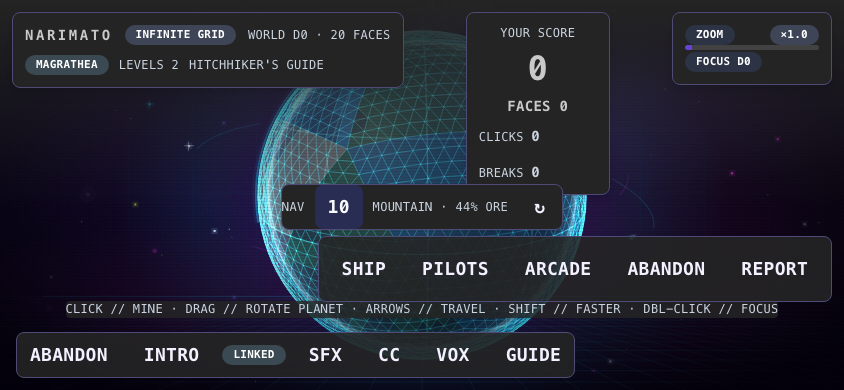 NARIMATO INFINITE GRID WORLD D0 · 20 FACES
MAGRATHEA LEVELS 2 HITCHHIKER'S GUIDE
YOUR SCORE
0
FACES 0
CLICKS 0
BREAKS 0
ZOOM ×1.0
FOCUS D0
NAV 10 MOUNTAIN · 44% ORE ↻
SHIP PILOTS ARCADE ABANDON REPORT
CLICK // MINE · DRAG // ROTATE PLANET · ARROWS // TRAVEL · SHIFT // FASTER · DBL–CLICK // FOCUS
ABANDON INTRO LINKED SFX CC VOX GUIDE